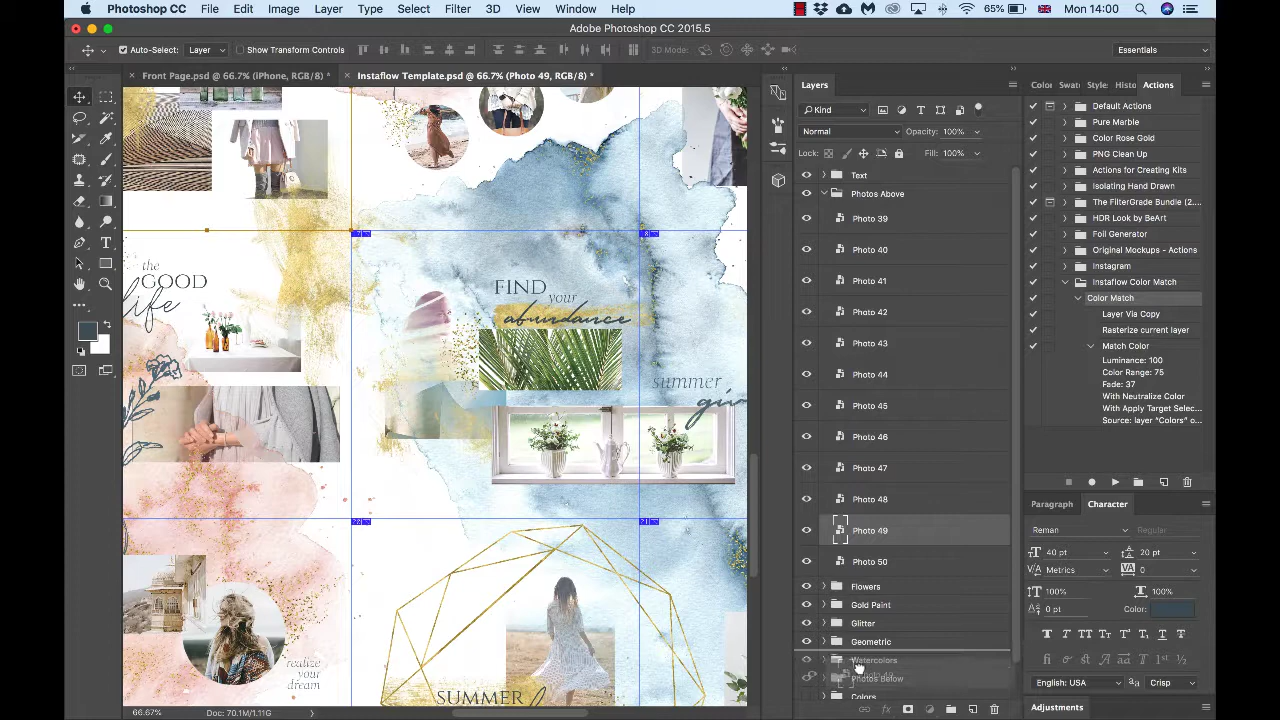 Photoshop CC File Edit Image Layer Type Select Filter 3D View Window Help 65% Mon 14:00
Adobe Photoshop CC 2015.5
Auto-Select: Layer Show Transform Controls 3D Mode: Essentials
Front Page.psd @ 66.7% (iPhone, RGB/8) * Instaflow Template.psd @ 66.7% (Photo 49, RGB/8) *
Layers
Kind
Normal Opacity: 100%
Lock: Fill: 100%
Text
Photos Above
Photo 39
Photo 40
Photo 41
Photo 42
Photo 43
Photo 44
Photo 45
Photo 46
Photo 47
Photo 48
Photo 49
Photo 50
Flowers
Gold Paint
Glitter
Geometric
Watercolors
Photos Below
Colors
Colo Swat Style: Histo Actions
Default Actions
Pure Marble
Color Rose Gold
PNG Clean Up
Actions for Creating Kits
Isolating Hand Drawn
The FilterGrade Bundle (2....
HDR Look by BeArt
Foil Generator
Original Mockups - Actions
Instagram
Instaflow Color Match
Color Match
Layer Via Copy
Rasterize current layer
Match Color
Luminance: 100
Color Range: 75
Fade: 37
With Neutralize Color
With Apply Target Selec...
Source: layer "Colors" o...
Paragraph Character
Reman Regular
40 pt 20 pt
Metrics 0
100% 100%
0 pt Color:
English: USA Crisp
Adjustments
the
GOOD
life
FIND
your
abundance
summer
realize
your
dream
SUMMER
66.67% Doc: 70.1M/1.11G